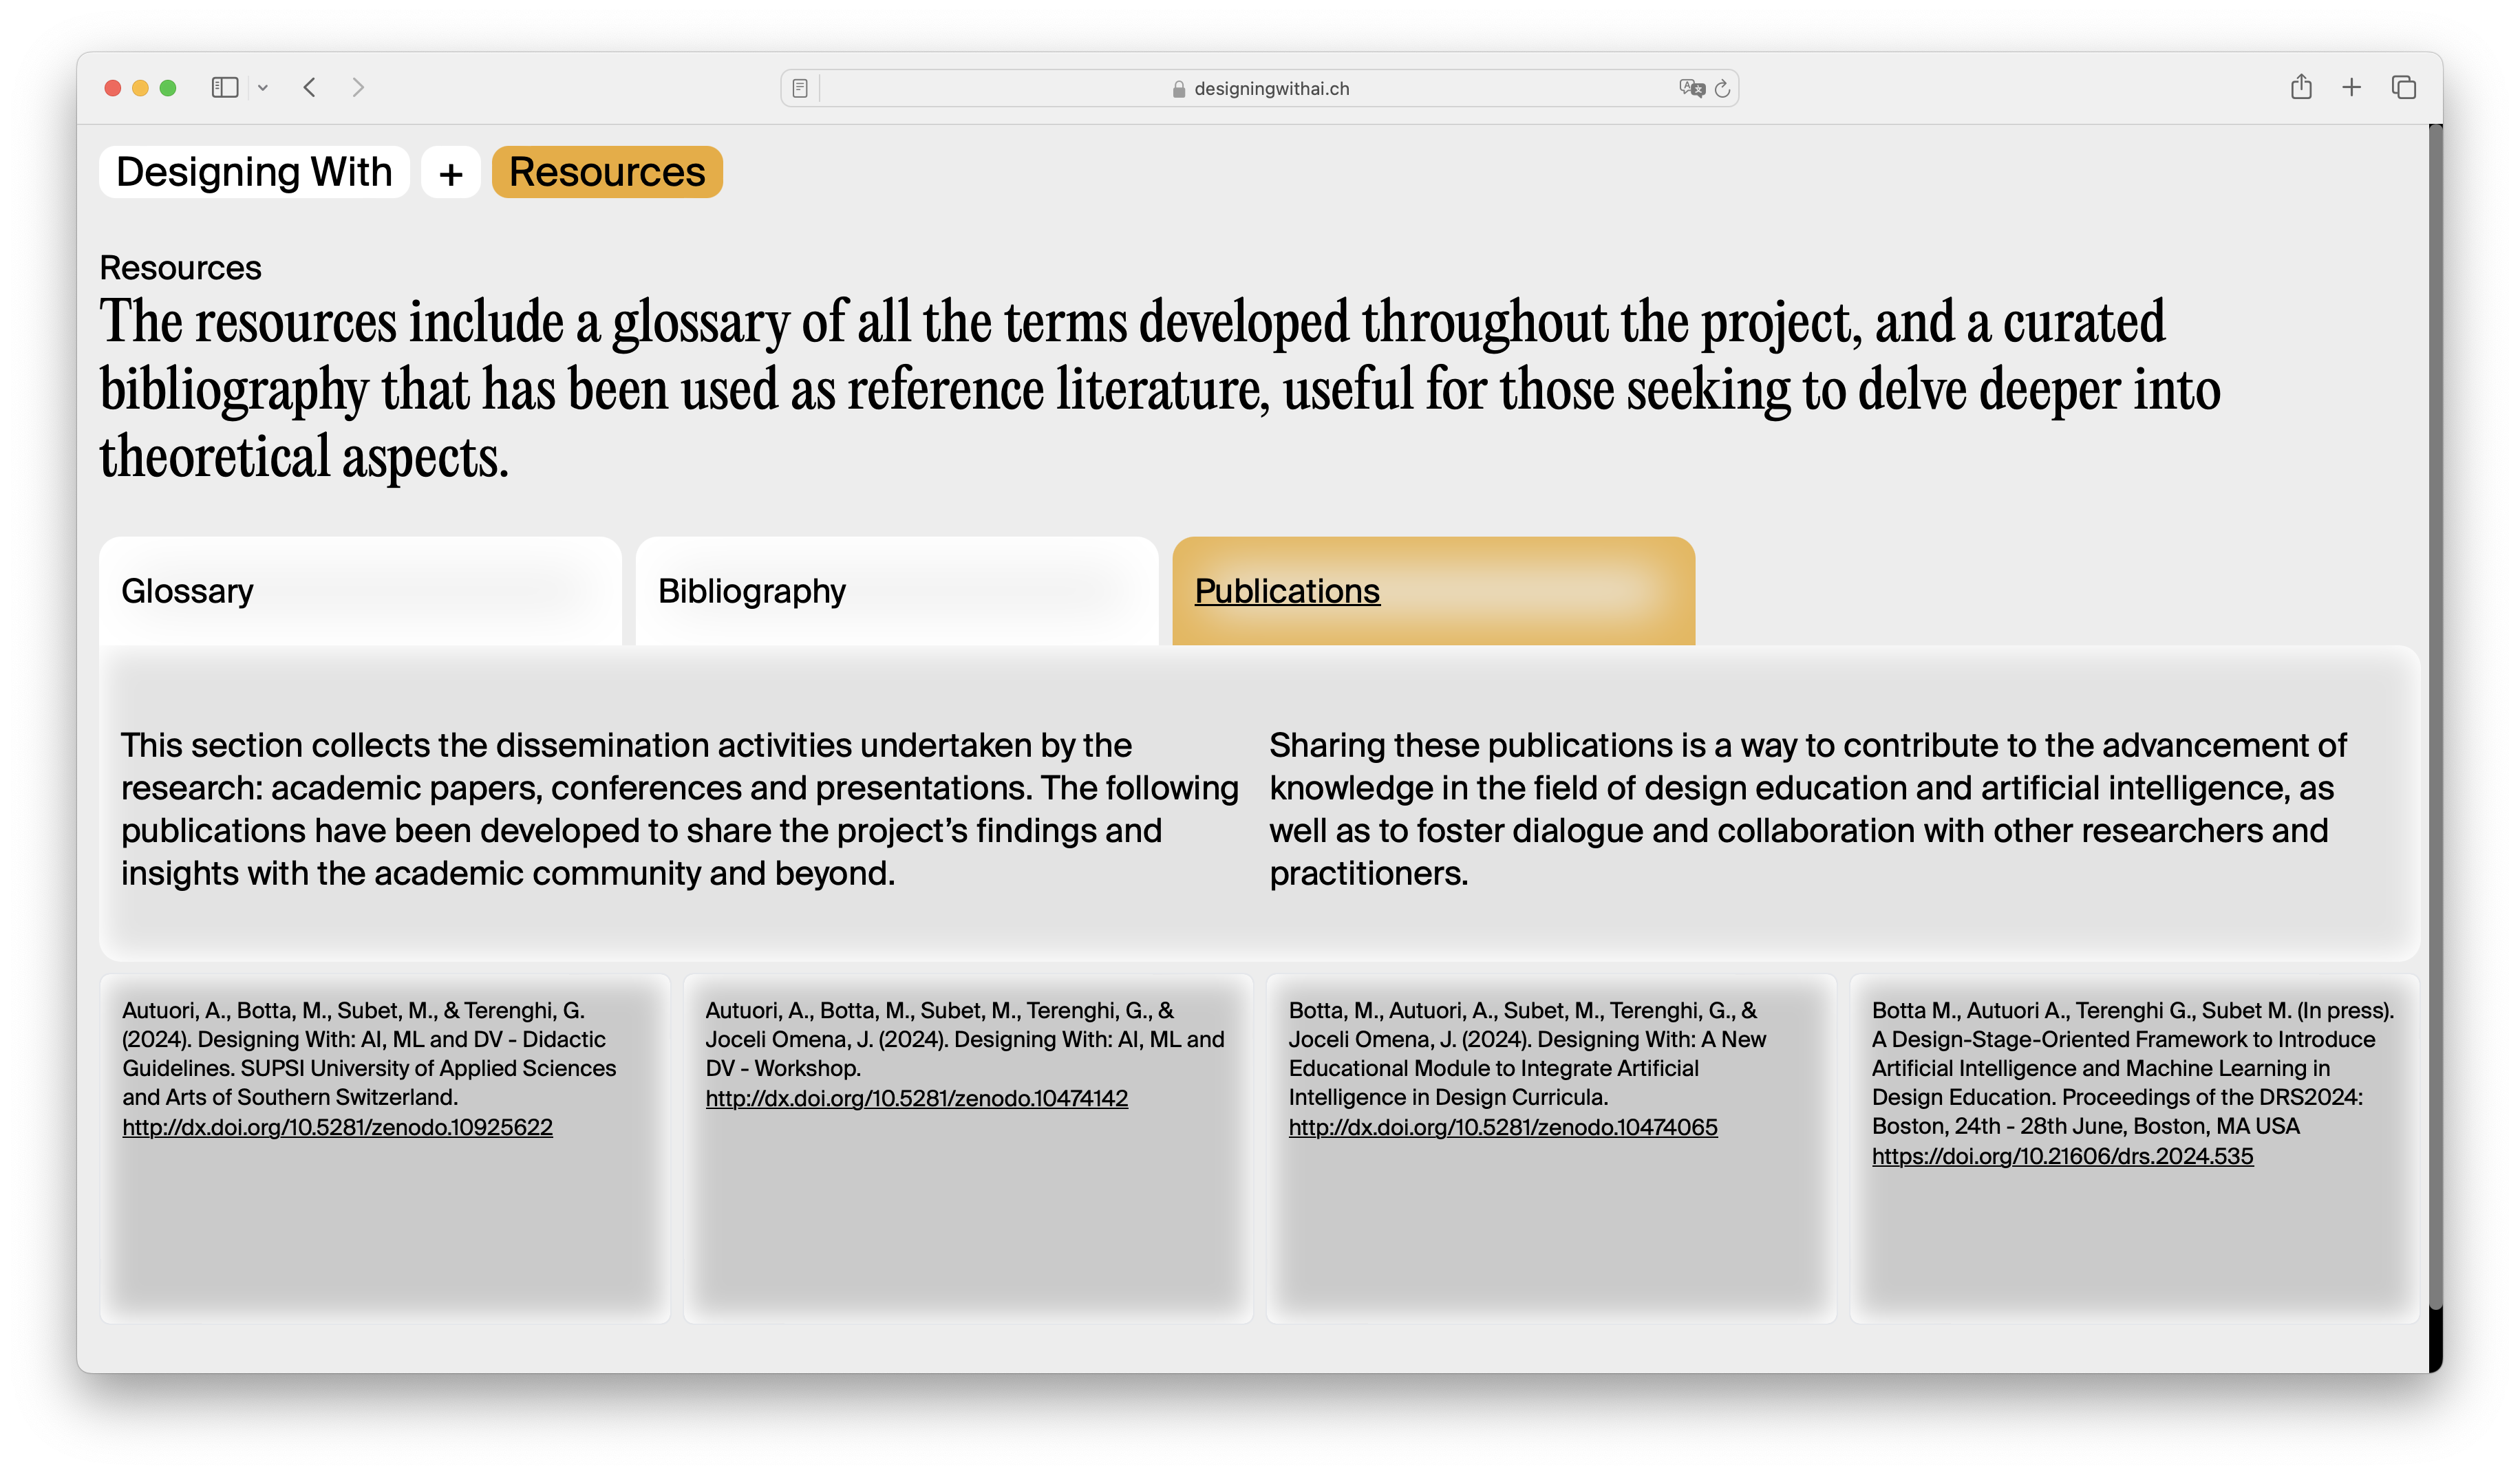 designingwithai.ch
Designing With
+
Resources
Resources
The resources include a glossary of all the terms developed throughout the project, and a curated
bibliography that has been used as reference literature, useful for those seeking to delve deeper into
theoretical aspects.
Glossary
Bibliography
Publications
This section collects the dissemination activities undertaken by the
research: academic papers, conferences and presentations. The following
publications have been developed to share the project’s findings and
insights with the academic community and beyond.
Sharing these publications is a way to contribute to the advancement of
knowledge in the field of design education and artificial intelligence, as
well as to foster dialogue and collaboration with other researchers and
practitioners.
Autuori, A., Botta, M., Subet, M., & Terenghi, G.
(2024). Designing With: AI, ML and DV - Didactic
Guidelines. SUPSI University of Applied Sciences
and Arts of Southern Switzerland.
http://dx.doi.org/10.5281/zenodo.10925622
Autuori, A., Botta, M., Subet, M., Terenghi, G., &
Joceli Omena, J. (2024). Designing With: AI, ML and
DV - Workshop.
http://dx.doi.org/10.5281/zenodo.10474142
Botta, M., Autuori, A., Subet, M., Terenghi, G., &
Joceli Omena, J. (2024). Designing With: A New
Educational Module to Integrate Artificial
Intelligence in Design Curricula.
http://dx.doi.org/10.5281/zenodo.10474065
Botta M., Autuori A., Terenghi G., Subet M. (In press).
A Design-Stage-Oriented Framework to Introduce
Artificial Intelligence and Machine Learning in
Design Education. Proceedings of the DRS2024:
Boston, 24th - 28th June, Boston, MA USA
https://doi.org/10.21606/drs.2024.535